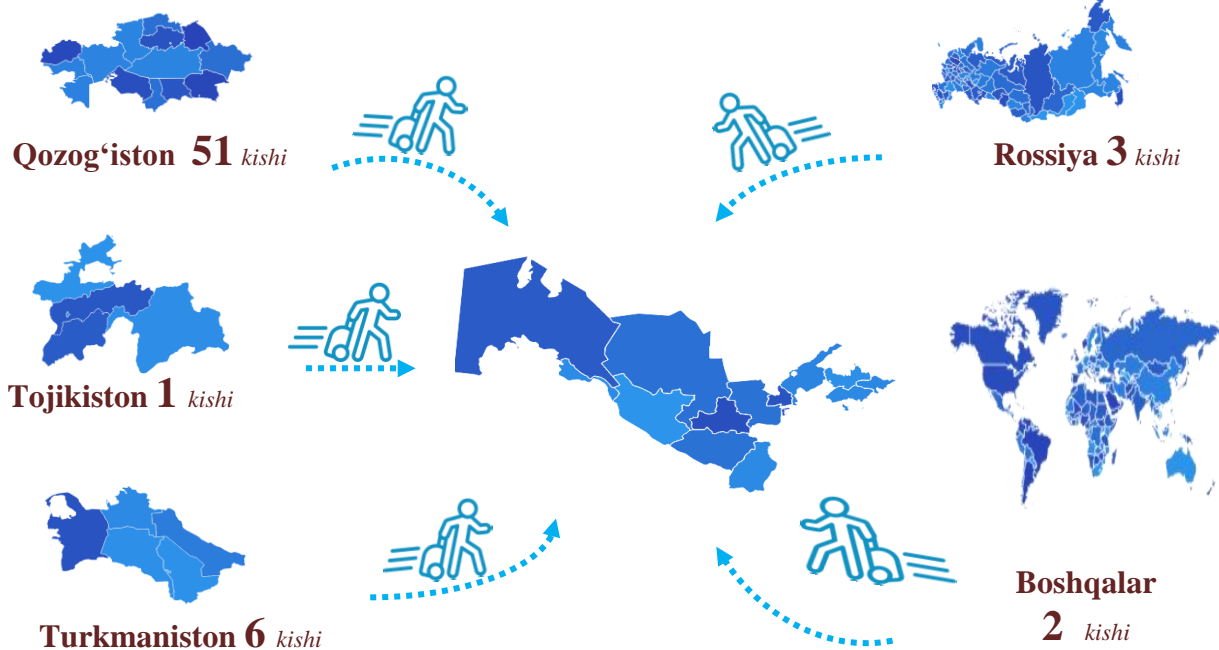 Qozog‘iston 51 kishi
Rossiya 3 kishi
Tojikiston 1 kishi
Turkmaniston 6 kishi
Boshqalar
2 kishi